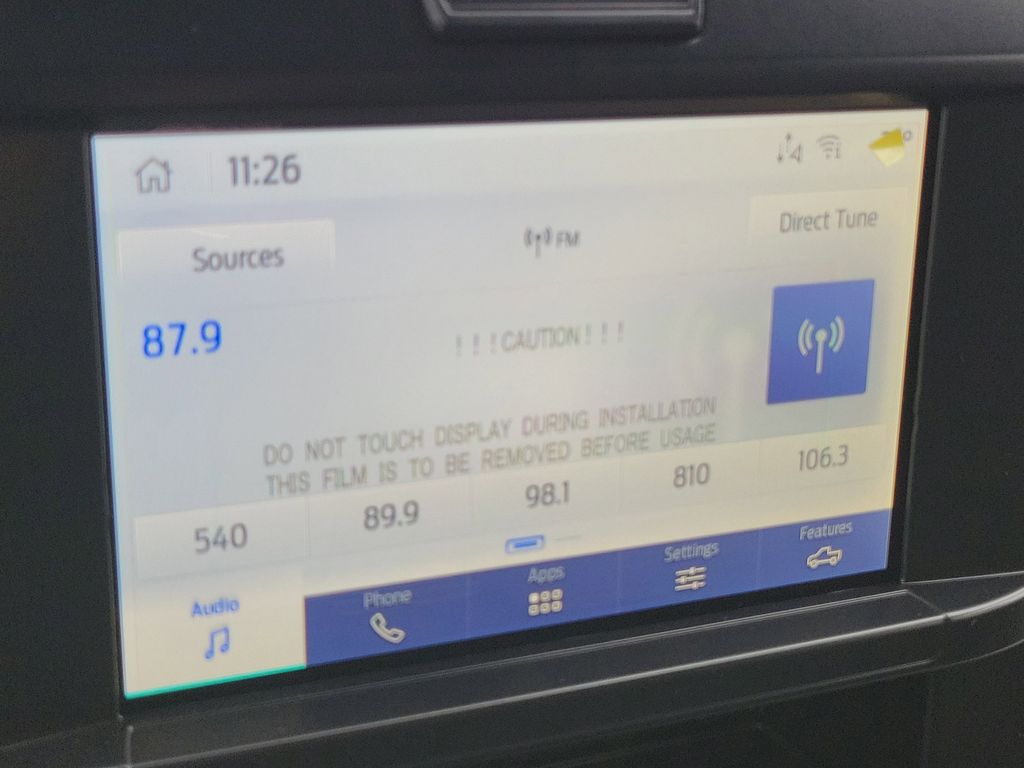 11:26
Sources
FM
Direct Tune
87.9
! ! ! CAUTION ! ! !
DO NOT TOUCH DISPLAY DURING INSTALLATION
THIS FILM IS TO BE REMOVED BEFORE USAGE
540 89.9 98.1 810 106.3
Audio Phone Apps Settings Features